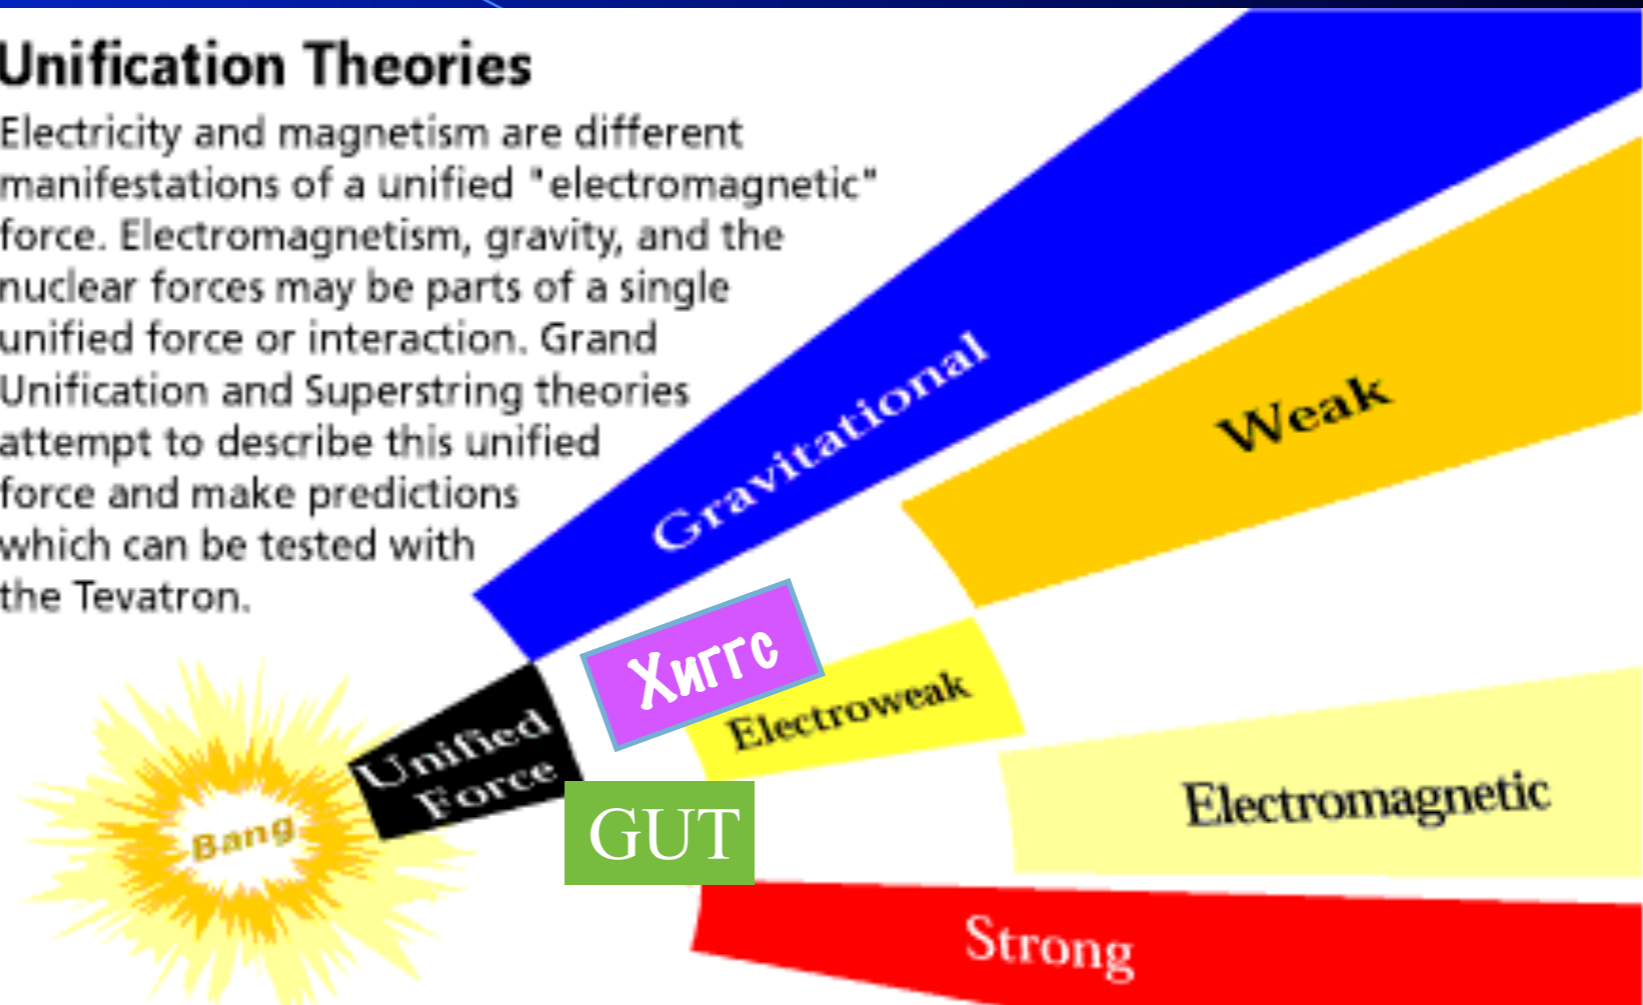 Unification Theories
Electricity and magnetism are different
manifestations of a unified "electromagnetic"
force. Electromagnetism, gravity, and the
nuclear forces may be parts of a single
unified force or interaction. Grand
Unification and Superstring theories
attempt to describe this unified
force and make predictions
which can be tested with
the Tevatron.
Gravitational
Weak
Хиггс
Electroweak
Unified
Force
Bang
GUT
Electromagnetic
Strong